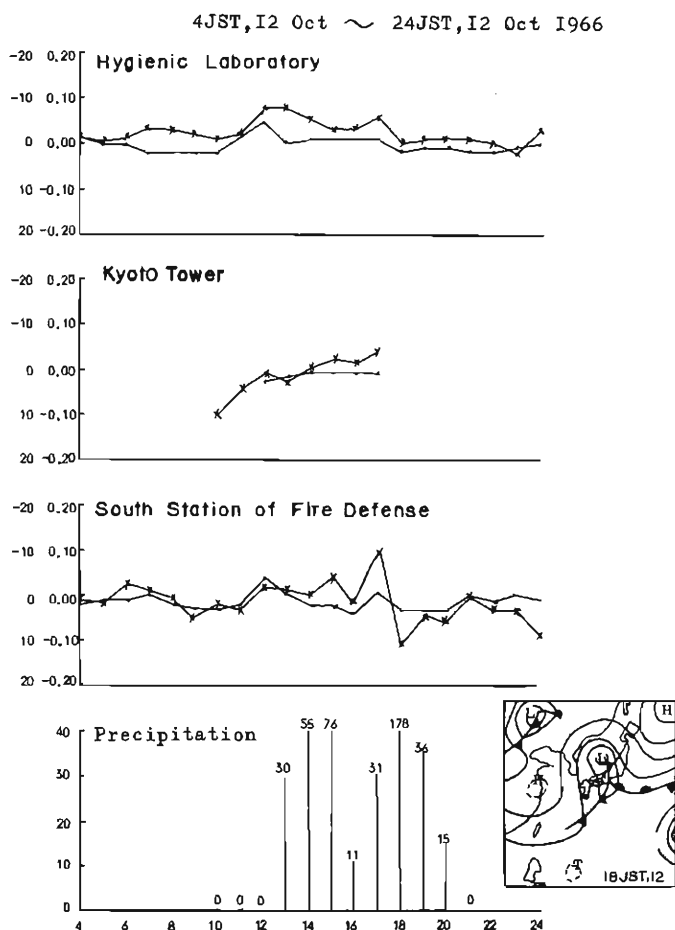 4JST,I2 Oct ～ 24JST,I2 Oct I966
Hygienic Laboratory
-20 0.20
-10 0.10
0 0.00
10 -0.10
20 -0.20
Kyoto Tower
-20 0.20
-10 0.10
0 0.00
10 -0.10
20 -0.20
South Station of Fire Defense
-20 0.20
-10 0.10
0 0.00
10 -0.10
20 -0.20
Precipitation
40
30
20
10
0
0 0 0 30 55 76 11 31 178 36 15 0
4 6 8 10 12 14 16 18 20 22 24
L H
L
T
T
18JST,12